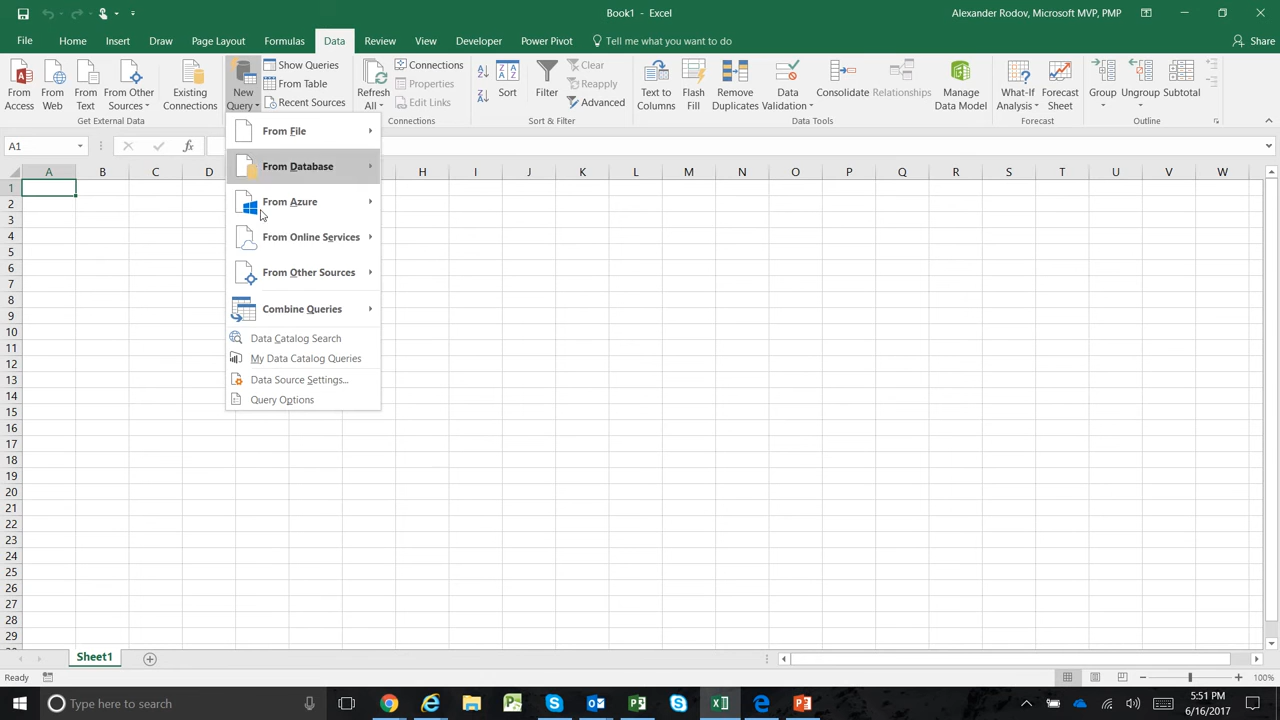 Book1 - Excel
Alexander Rodov, Microsoft MVP, PMP
File Home Insert Draw Page Layout Formulas Data Review View Developer Power Pivot Tell me what you want to do Share
From Access
From Web
From Text
From Other Sources
Existing Connections
Get External Data
New Query
Show Queries
From Table
Recent Sources
Refresh All
Connections
Properties
Edit Links
Connections
Sort
Filter
Clear
Reapply
Advanced
Sort & Filter
Text to Columns
Flash Fill
Remove Duplicates
Data Validation
Consolidate
Relationships
Manage Data Model
Data Tools
What-If Analysis
Forecast Sheet
Forecast
Group
Ungroup
Subtotal
Outline
A1
fx
A B C D H I J K L M N O P Q R S T U V W
1
2
3
4
5
6
7
8
9
10
11
12
13
14
15
16
17
18
19
20
21
22
23
24
25
26
27
28
29
From File
From Database
From Azure
From Online Services
From Other Sources
Combine Queries
Data Catalog Search
My Data Catalog Queries
Data Source Settings...
Query Options
Sheet1
Ready
100%
Type here to search
5:51 PM
6/16/2017